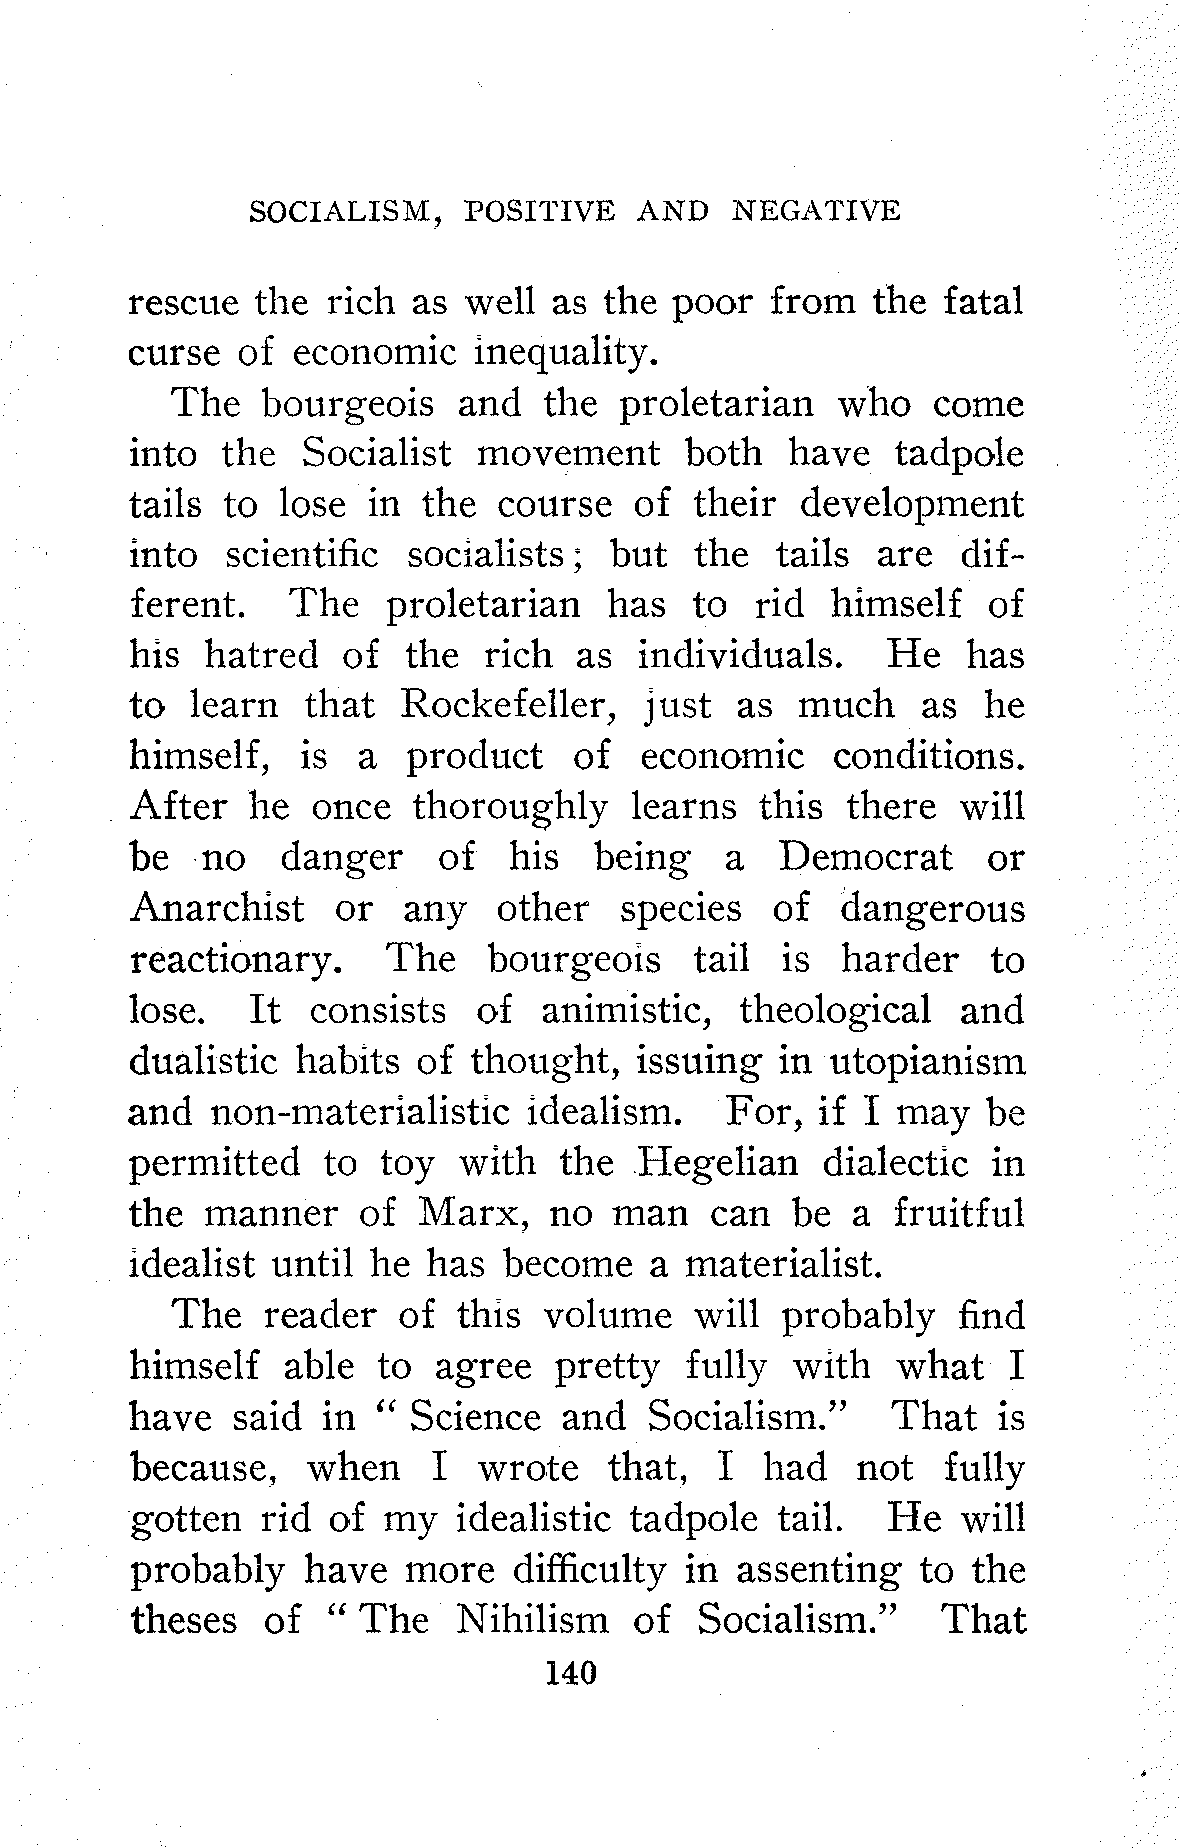 SOCIALISM, POSITIVE AND NEGATIVE
rescue the rich as well as the poor from the fatal
curse of economic inequality.
The bourgeois and the proletarian who come
into the Socialist movement both have tadpole
tails to lose in the course of their development
into scientific socialists; but the tails are dif-
ferent. The proletarian has to rid himself of
his hatred of the rich as individuals. He has
to learn that Rockefeller, just as much as he
himself, is a product of economic conditions.
After he once thoroughly learns this there will
be no danger of his being a Democrat or
Anarchist or any other species of dangerous
reactionary. The bourgeois tail is harder to
lose. It consists of animistic, theological and
dualistic habits of thought, issuing in utopianism
and non-materialistic idealism. For, if I may be
permitted to toy with the Hegelian dialectic in
the manner of Marx, no man can be a fruitful
idealist until he has become a materialist.
The reader of this volume will probably find
himself able to agree pretty fully with what I
have said in " Science and Socialism." That is
because, when I wrote that, I had not fully
gotten rid of my idealistic tadpole tail. He will
probably have more difficulty in assenting to the
theses of " The Nihilism of Socialism." That
140